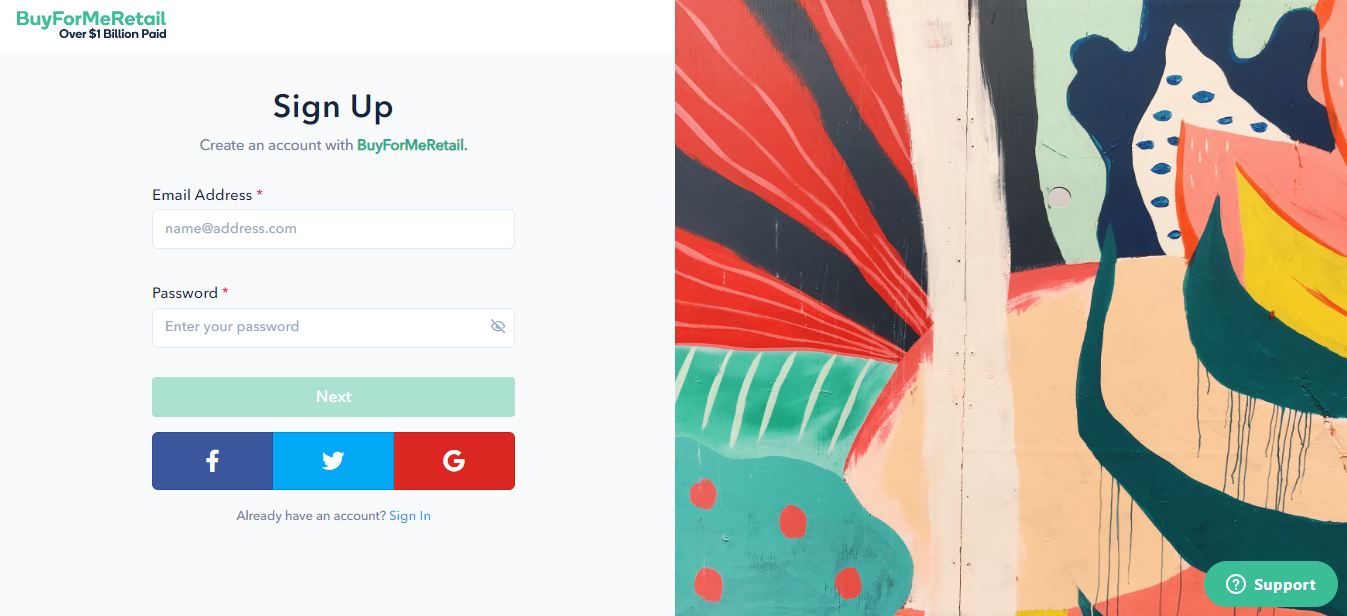 BuyForMeRetail
Over $1 Billion Paid
Sign Up
Create an account with BuyForMeRetail.
Email Address *
name@address.com
Password *
Enter your password
Next
Already have an account? Sign In
Support